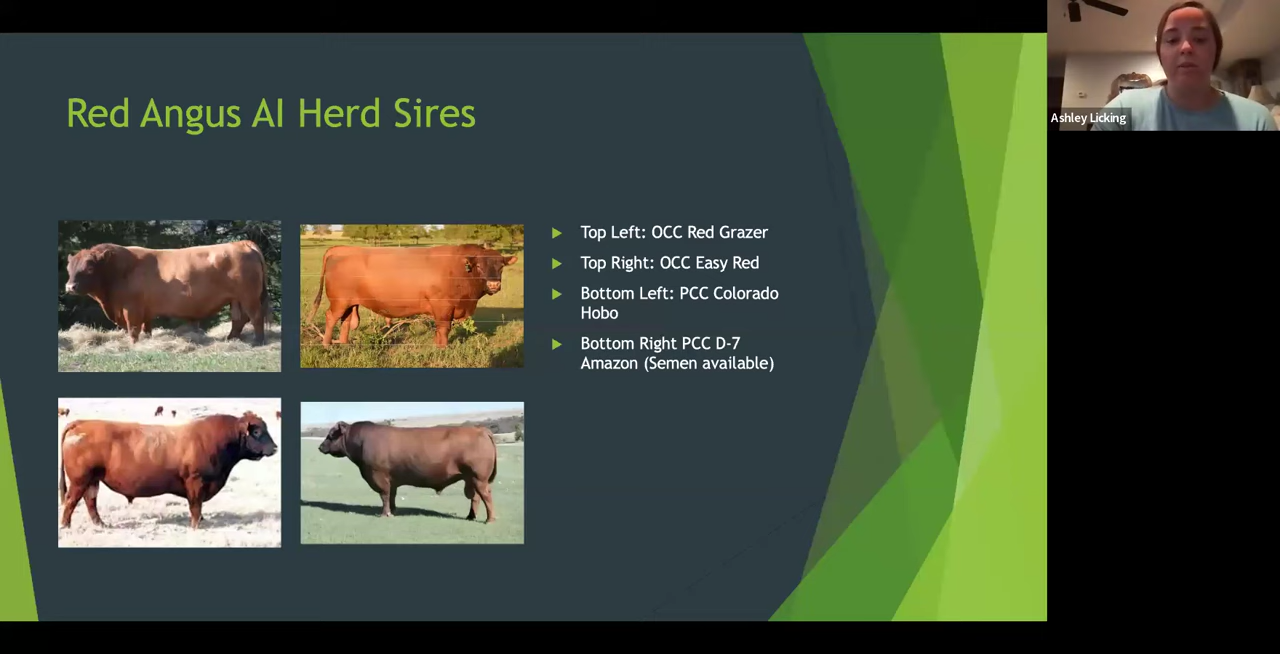 Red Angus AI Herd Sires
Top Left: OCC Red Grazer
Top Right: OCC Easy Red
Bottom Left: PCC Colorado
Hobo
Bottom Right PCC D-7
Amazon (Semen available)
Ashley Licking